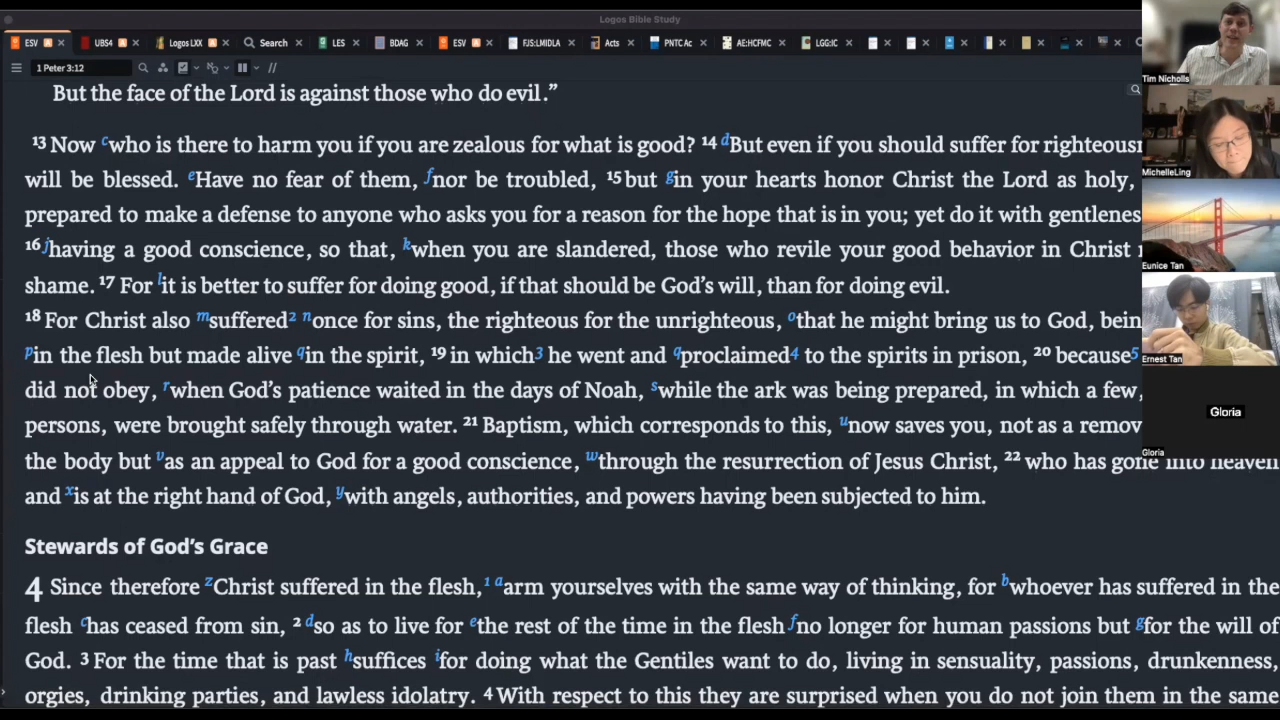 Logos Bible Study
ESV UBS4 Logos LXX Search LES BDAG ESV FJS:LMIDLA Acts PNTC Ac AE:HCFMC LGG:IC
1 Peter 3:12
But the face of the Lord is against those who do evil.”
13 Now c who is there to harm you if you are zealous for what is good? 14 d But even if you should suffer for
will be blessed. e Have no fear of them, f nor be troubled, 15 but g in your hearts honor Christ the Lord as holy,
prepared to make a defense to anyone who asks you for a reason for the hope that is in you; yet do it with
16 j having a good conscience, so that, k when you are slandered, those who revile your good behavior in Christ
shame. 17 For l it is better to suffer for doing good, if that should be God’s will, than for doing evil.
18 For Christ also m suffered 2 n once for sins, the righteous for the unrighteous, o that he might bring us to God,
p in the flesh but made alive q in the spirit, 19 in which 3 he went and q proclaimed 4 to the spirits in prison, 20 because 5
did not obey, r when God’s patience waited in the days of Noah, s while the ark was being prepared, in which a few,
persons, were brought safely through water. 21 Baptism, which corresponds to this, u now saves you, not as a
the body but v as an appeal to God for a good conscience, w through the resurrection of Jesus Christ, 22 who has gone into heaven
and x is at the right hand of God, y with angels, authorities, and powers having been subjected to him.
Stewards of God’s Grace
4 Since therefore z Christ suffered in the flesh, 1 a arm yourselves with the same way of thinking, for b whoever has suffered in the
flesh c has ceased from sin, 2 d so as to live for e the rest of the time in the flesh f no longer for human passions but g for the will of
God. 3 For the time that is past h suffices i for doing what the Gentiles want to do, living in sensuality, passions, drunkenness,
orgies, drinking parties, and lawless idolatry. 4 With respect to this they are surprised when you do not join them in the same
Tim Nicholls
MichelleLing
Eunice Tan
Ernest Tan
Gloria
Gloria